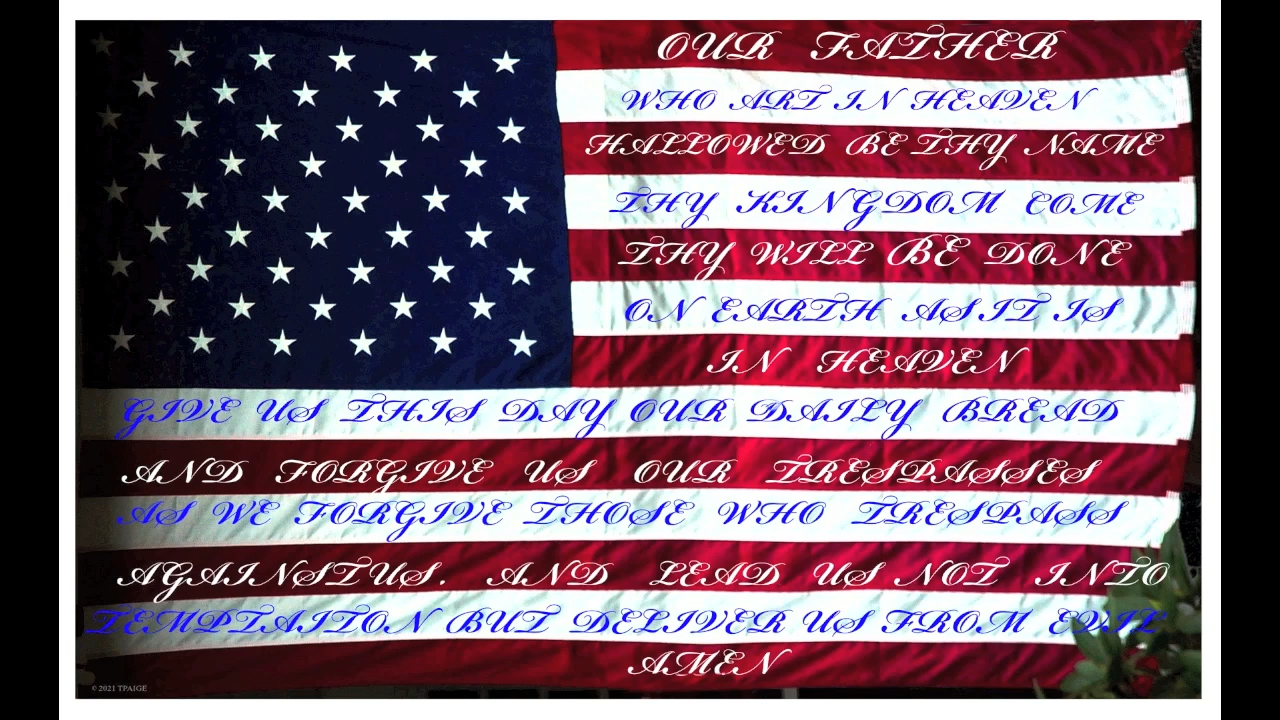 OUR FATHER
WHO ART IN HEAVEN
HALLOWED BE THY NAME
THY KINGDOM COME
THY WILL BE DONE
ON EARTH AS IT IS
IN HEAVEN
GIVE US THIS DAY OUR DAILY BREAD
AND FORGIVE US OUR TRESPASSES
AS WE FORGIVE THOSE WHO TRESPASS
AGAINST US. AND LEAD US NOT INTO
TEMPTAITON BUT DELIVER US FROM EVIL
AMEN
© 2021 TPAIGE